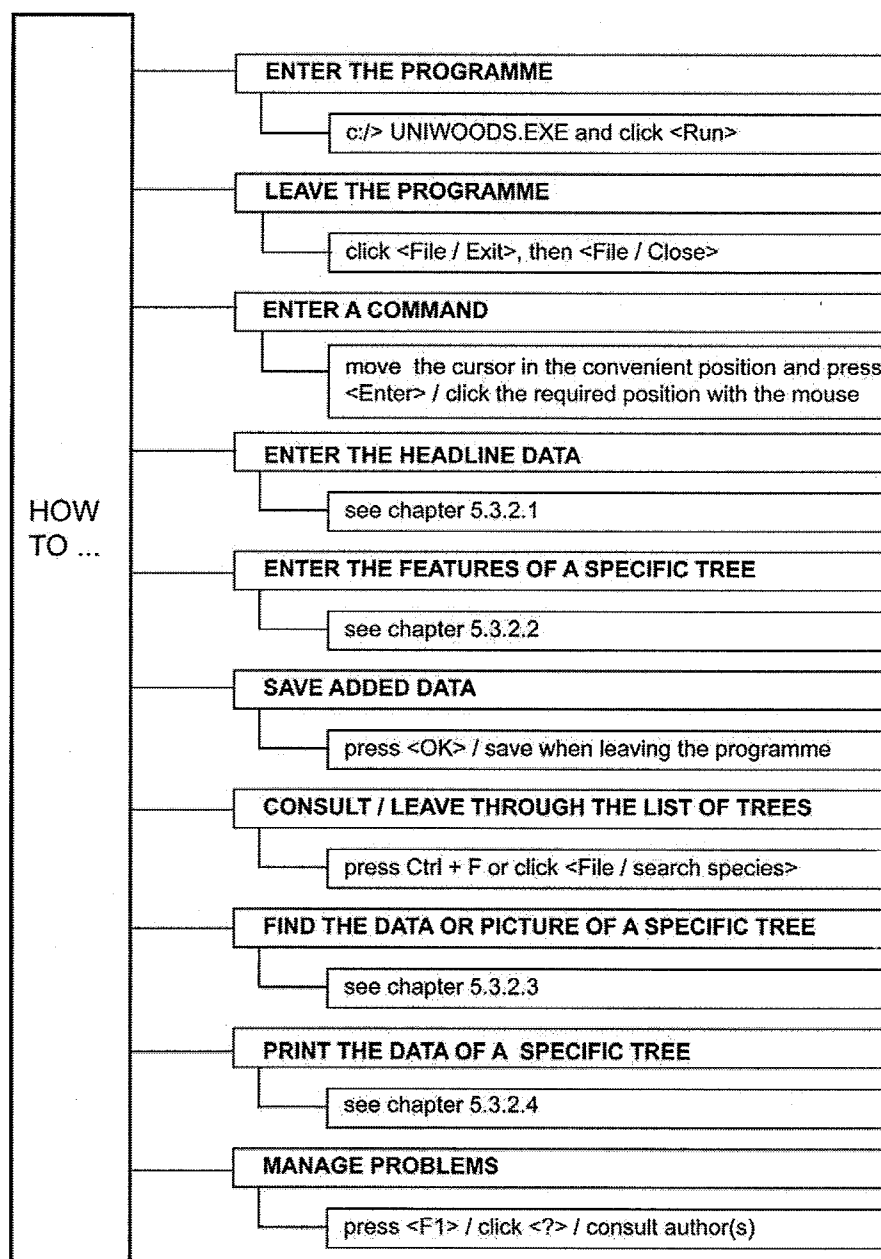 ENTER THE PROGRAMME
c:/> UNIWOODS.EXE and click <Run>
LEAVE THE PROGRAMME
click <File / Exit>, then <File / Close>
ENTER A COMMAND
move the cursor in the convenient position and press
<Enter> / click the required position with the mouse
ENTER THE HEADLINE DATA
see chapter 5.3.2.1
HOW
TO ...
ENTER THE FEATURES OF A SPECIFIC TREE
see chapter 5.3.2.2
SAVE ADDED DATA
press <OK> / save when leaving the programme
CONSULT / LEAVE THROUGH THE LIST OF TREES
press Ctrl + F or click <File / search species>
FIND THE DATA OR PICTURE OF A SPECIFIC TREE
see chapter 5.3.2.3
PRINT THE DATA OF A SPECIFIC TREE
see chapter 5.3.2.4
MANAGE PROBLEMS
press <F1> / click <?> / consult author(s)